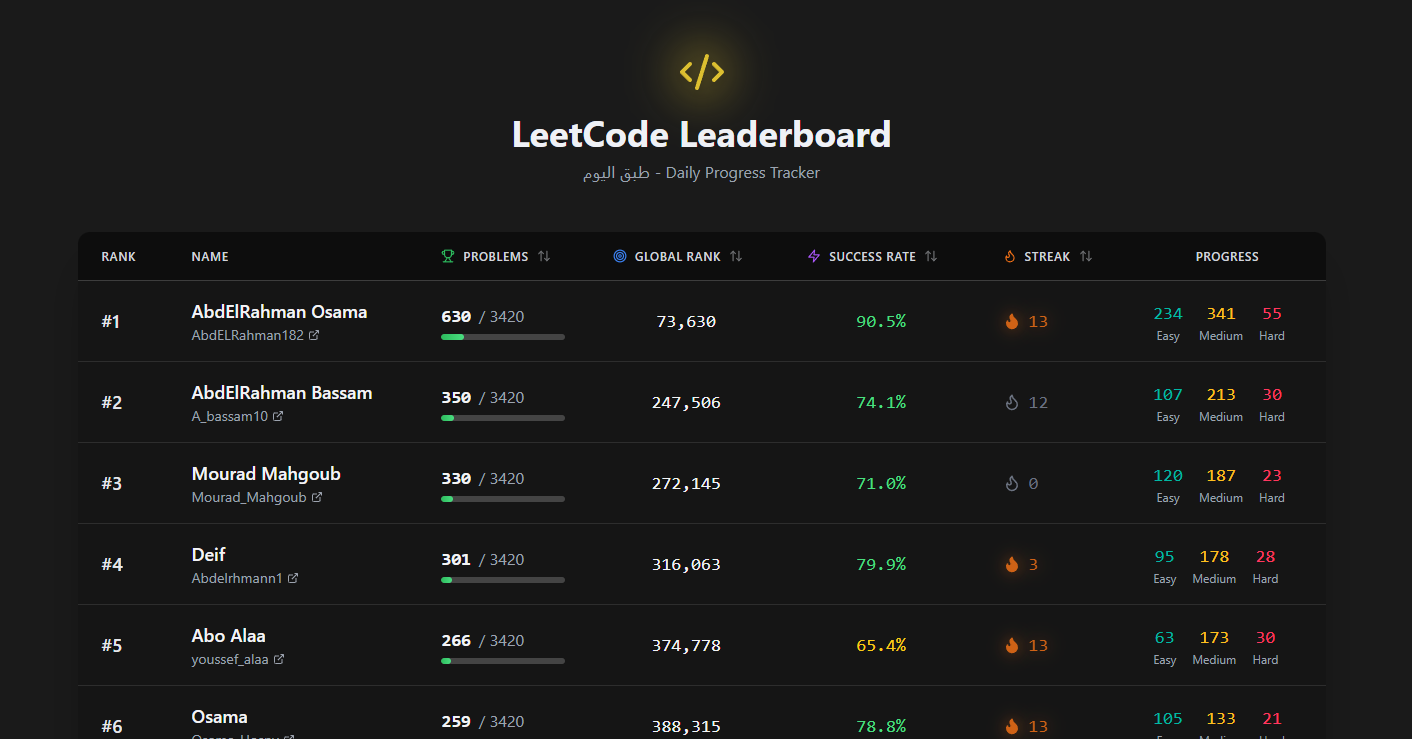 </>
LeetCode Leaderboard
طبق اليوم - Daily Progress Tracker
RANK NAME PROBLEMS GLOBAL RANK SUCCESS RATE STREAK PROGRESS
#1 AbdElRahman Osama 630 / 3420 73,630 90.5% 13 234 341 55
AbdELRahman182 Easy Medium Hard
#2 AbdElRahman Bassam 350 / 3420 247,506 74.1% 12 107 213 30
A_bassam10 Easy Medium Hard
#3 Mourad Mahgoub 330 / 3420 272,145 71.0% 0 120 187 23
Mourad_Mahgoub Easy Medium Hard
#4 Deif 301 / 3420 316,063 79.9% 3 95 178 28
Abdelrhmann1 Easy Medium Hard
#5 Abo Alaa 266 / 3420 374,778 65.4% 13 63 173 30
youssef_alaa Easy Medium Hard
#6 Osama 259 / 3420 388,315 78.8% 13 105 133 21